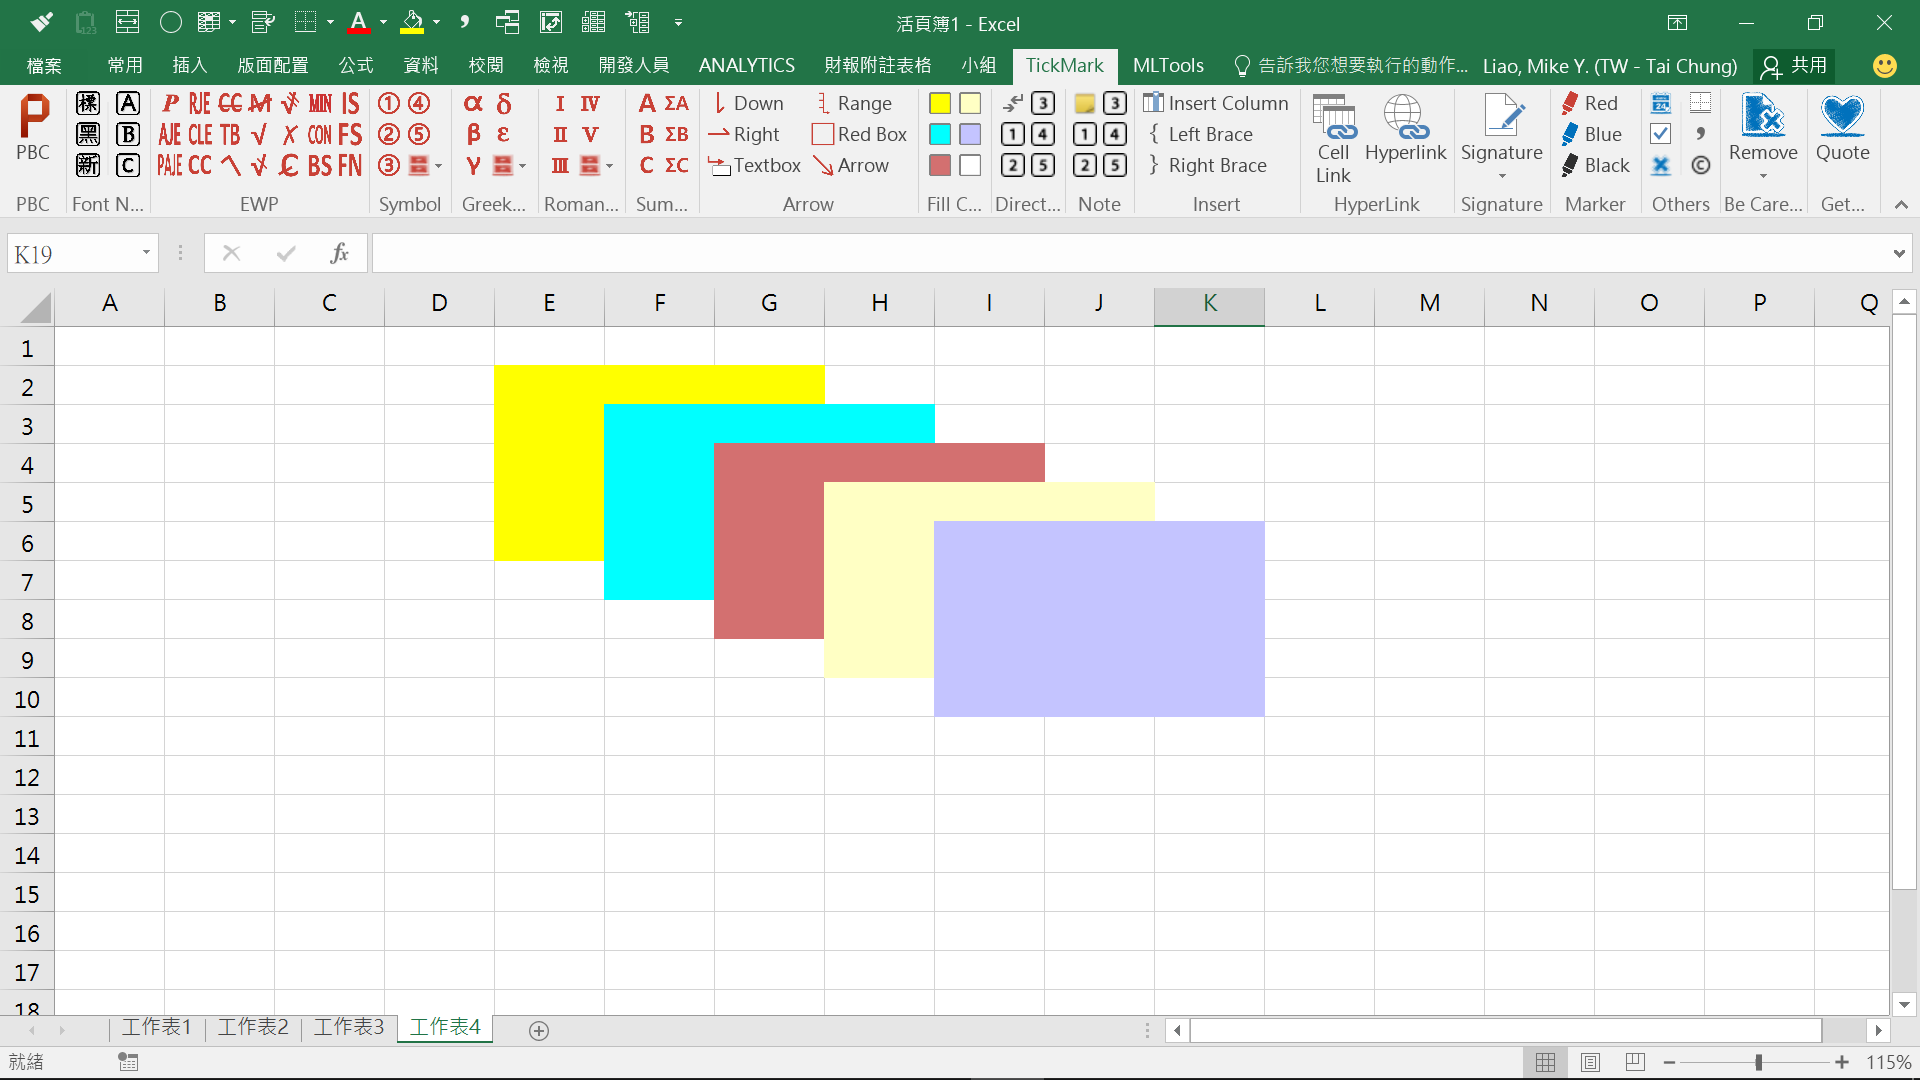 活頁簿1 - Excel
檔案 常用 插入 版面配置 公式 資料 校閱 檢視 開發人員 ANALYTICS 財報附註表格 小組 TickMark MLTools 告訴我您想要執行的動作... Liao, Mike Y. (TW - Tai Chung) 共用
標 A P RJE CC M MIN IS ① ④ α δ I IV A ΣA Down Range 3 3 Insert Column Red
黑 B AJE CLE TB √ X CON FS ② ⑤ β ε II V B ΣB Right Red Box 1 4 1 4 Left Brace Blue
PBC Cell Link Hyperlink Signature Remove Quote
新 C PAJE CC BS FN ③ γ III C ΣC Textbox Arrow 2 5 2 5 Right Brace Black ©
PBC Font N... EWP Symbol Greek... Roman... Sum... Arrow Fill C... Direct... Note Insert HyperLink Signature Marker Others Be Care... Get...
K19 fx
A B C D E F G H I J K L M N O P Q
1
2
3
4
5
6
7
8
9
10
11
12
13
14
15
16
17
18
工作表1 工作表2 工作表3 工作表4
就緒 115%